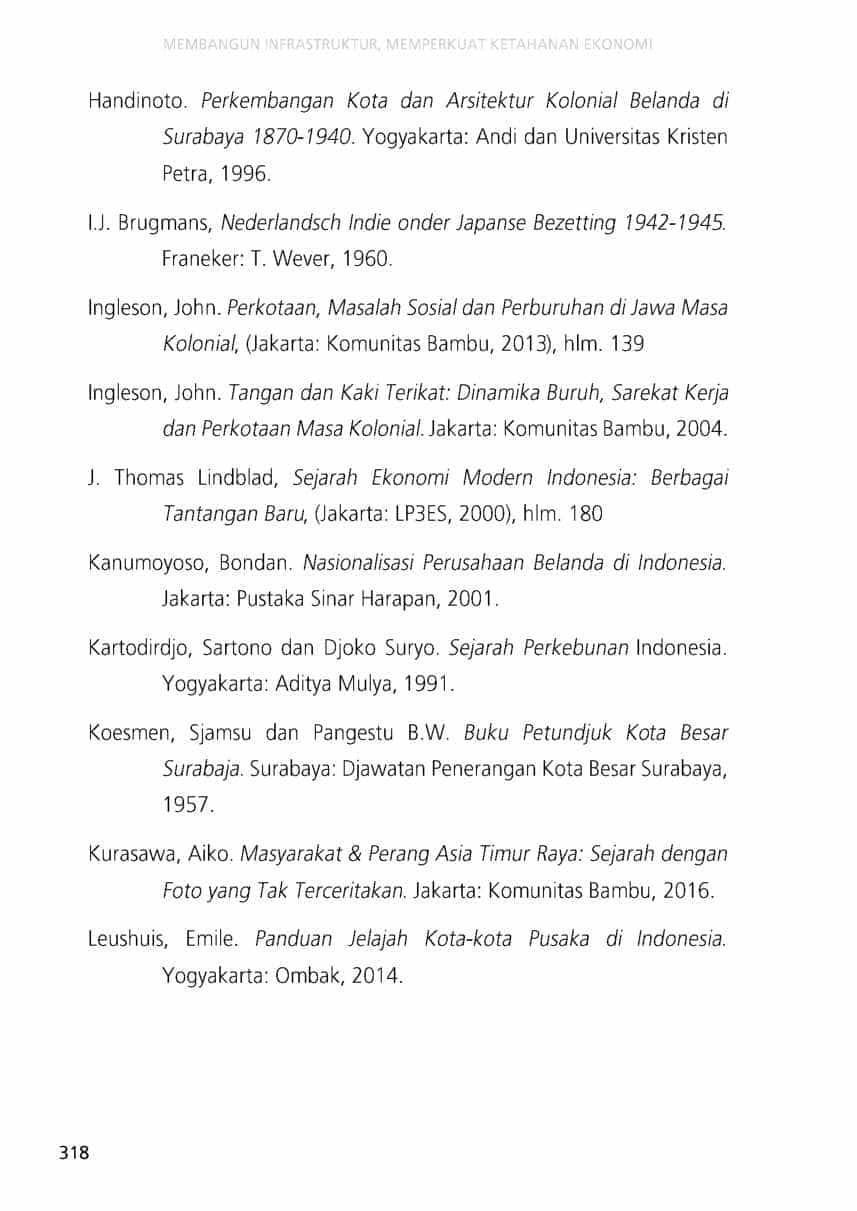 MEMBANGUN INFRASTRUKTUR, MEMPERKUAT KETAHANAN EKONOMI
Handinoto. Perkembangan Kota dan Arsitektur Kolonial Belanda di
Surabaya 1870-1940. Yogyakarta: Andi dan Universitas Kristen
Petra, 1996.
I.J. Brugmans, Nederlandsch Indie onder Japanse Bezetting 1942-1945.
Franeker: T. Wever, 1960.
Ingleson, John. Perkotaan, Masalah Sosial dan Perburuhan di Jawa Masa
Kolonial, (Jakarta: Komunitas Bambu, 2013), hlm. 139
Ingleson, John. Tangan dan Kaki Terikat: Dinamika Buruh, Sarekat Kerja
dan Perkotaan Masa Kolonial. Jakarta: Komunitas Bambu, 2004.
J. Thomas Lindblad, Sejarah Ekonomi Modern Indonesia: Berbagai
Tantangan Baru, (Jakarta: LP3ES, 2000), hlm. 180
Kanumoyoso, Bondan. Nasionalisasi Perusahaan Belanda di Indonesia.
Jakarta: Pustaka Sinar Harapan, 2001.
Kartodirdjo, Sartono dan Djoko Suryo. Sejarah Perkebunan Indonesia.
Yogyakarta: Aditya Mulya, 1991.
Koesmen, Sjamsu dan Pangestu B.W. Buku Petundjuk Kota Besar
Surabaja. Surabaya: Djawatan Penerangan Kota Besar Surabaya,
1957.
Kurasawa, Aiko. Masyarakat & Perang Asia Timur Raya: Sejarah dengan
Foto yang Tak Terceritakan. Jakarta: Komunitas Bambu, 2016.
Leushuis, Emile. Panduan Jelajah Kota-kota Pusaka di Indonesia.
Yogyakarta: Ombak, 2014.
318